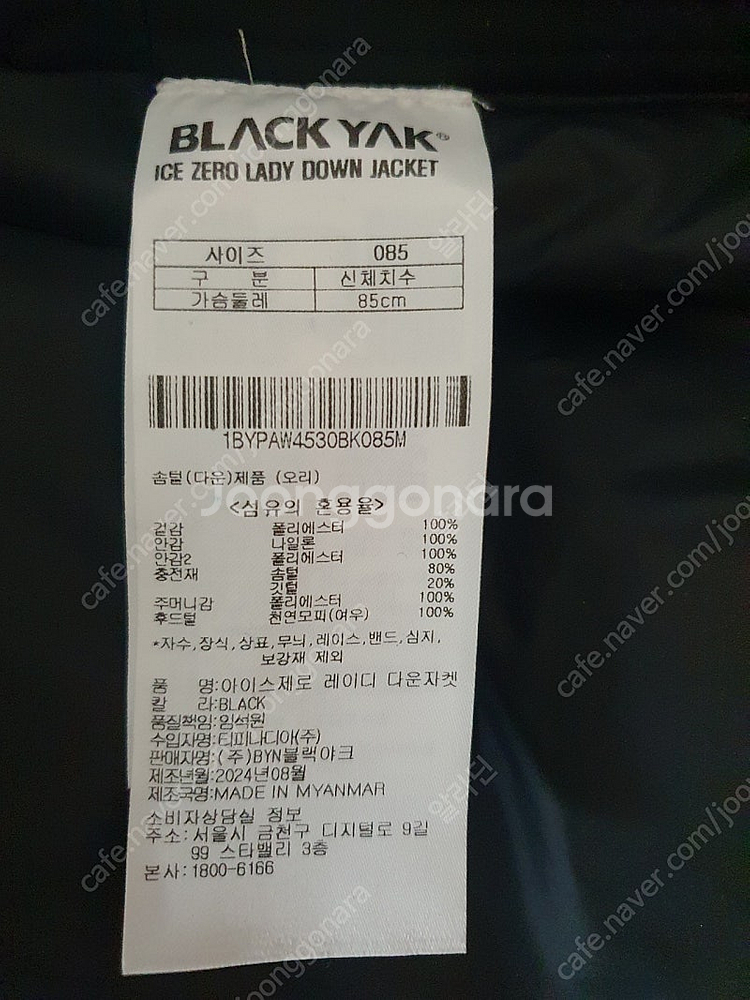 BLACK YAK®
ICE ZERO LADY DOWN JACKET
사이즈 085
구 분 신체치수
가슴둘레 85cm
1BYPAW4530BK085M
솜털(다운)제품 (오리)
Joonggonara
<섬유의 혼용율>
겉감 폴리에스터 100%
안감 나일론 100%
안감2 폴리에스터 100%
충전재 솜털 80%
깃털 20%
주머니감 폴리에스터 100%
후드털 천연모피(여우) 100%
*자수,장식,상표,무늬,레이스,밴드,심지,
보강재 제외
품 명:아이스제로 레이디 다운자켓
칼 라:BLACK
품질책임:임석원
수입자명:티피나디아(주)
판매자명:(주)BYN블랙야크
제조년월:2024년08월
제조국명:MADE IN MYANMAR
소비자상담실 정보
주소:서울시 금천구 디지털로 9길
99 스타밸리 3층
본사:1800-6166
cafe.naver.com/joonggonara
알라딘